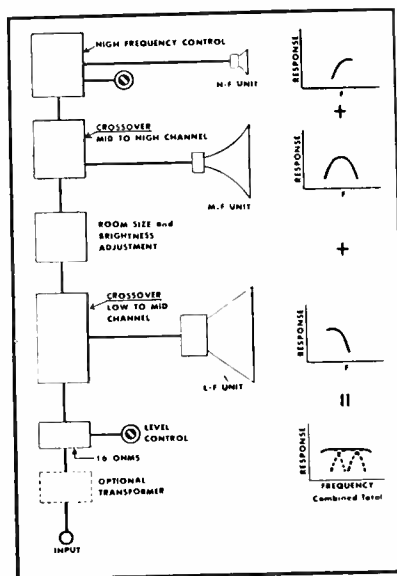 HIGH FREQUENCY CONTROL
H-F UNIT
CROSSOVER
MID TO HIGH CHANNEL
M-F UNIT
ROOM SIZE and
BRIGHTNESS
ADJUSTMENT
CROSSOVER
LOW TO MID
CHANNEL
L-F UNIT
LEVEL
CONTROL
16 OHMS
OPTIONAL
TRANSFORMER
INPUT
RESPONSE
F
+
RESPONSE
F
+
RESPONSE
F
=
RESPONSE
FREQUENCY
Combined Total